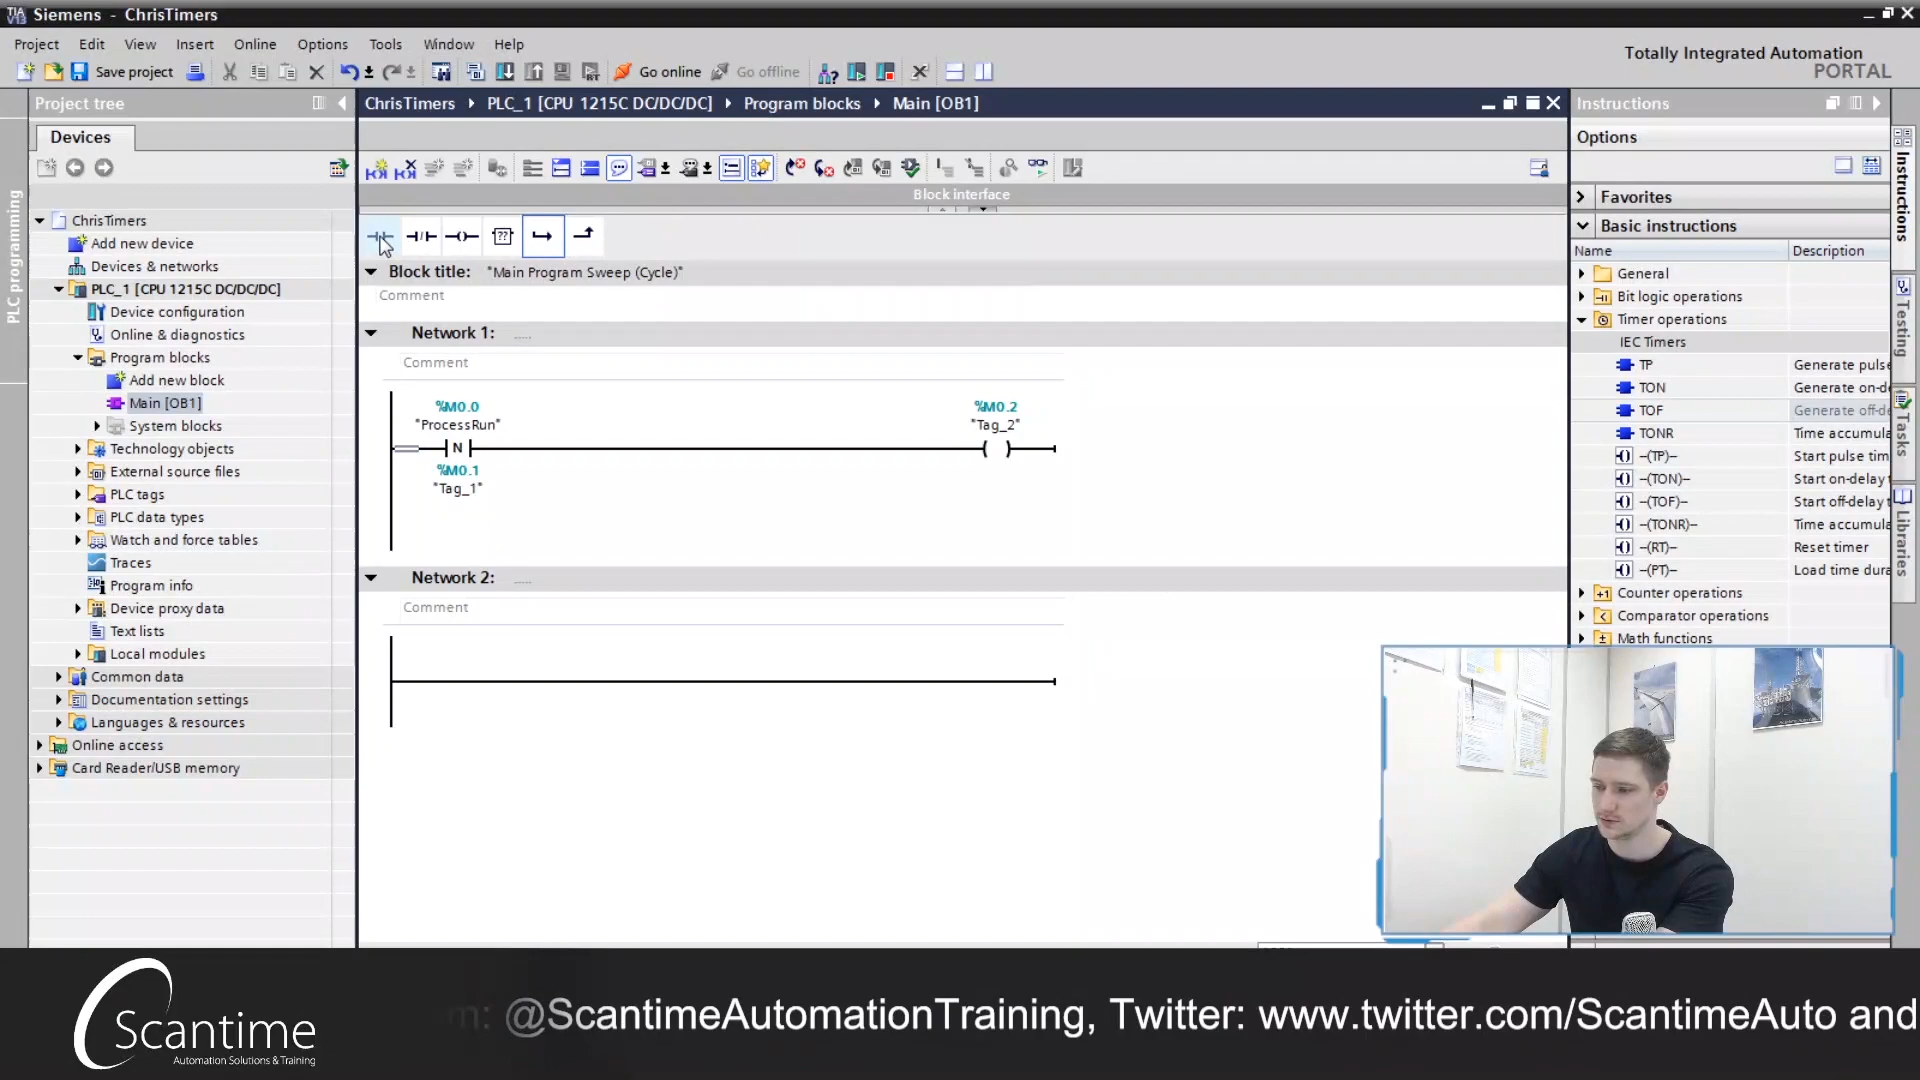 TIA
V13
Siemens - ChrisTimers
Project Edit View Insert Online Options Tools Window Help
Totally Integrated Automation
PORTAL
Save project
Go online
Go offline
Project tree
ChrisTimers
PLC_1 [CPU 1215C DC/DC/DC]
Program blocks
Main [OB1]
Instructions
Devices
Options
PLC programming
Block interface
Favorites
Basic instructions
Name Description
ChrisTimers
Add new device
Devices & networks
PLC_1 [CPU 1215C DC/DC/DC]
Device configuration
Online & diagnostics
Program blocks
Add new block
Main [OB1]
System blocks
Technology objects
External source files
PLC tags
PLC data types
Watch and force tables
Traces
Program info
Device proxy data
Text lists
Local modules
Common data
Documentation settings
Languages & resources
Online access
Card Reader/USB memory
??
Block title: "Main Program Sweep (Cycle)"
Comment
Network 1: .....
Comment
%M0.0
"ProcessRun"
N
%M0.1
"Tag_1"
%M0.2
"Tag_2"
( )
Network 2: .....
Comment
General
Bit logic operations
Timer operations
IEC Timers
TP Generate pulse
TON Generate on-de
TOF Generate off-de
TONR Time accumula
–(TP)– Start pulse tim
–(TON)– Start on-delay t
–(TOF)– Start off-delay t
–(TONR)– Time accumula
–(RT)– Reset timer
–(PT)– Load time dura
Counter operations
Comparator operations
Math functions
Instructions
Testing
Tasks
Libraries
Scantime
Automation Solutions & Training
m: @ScantimeAutomationTraining, Twitter: www.twitter.com/ScantimeAuto and